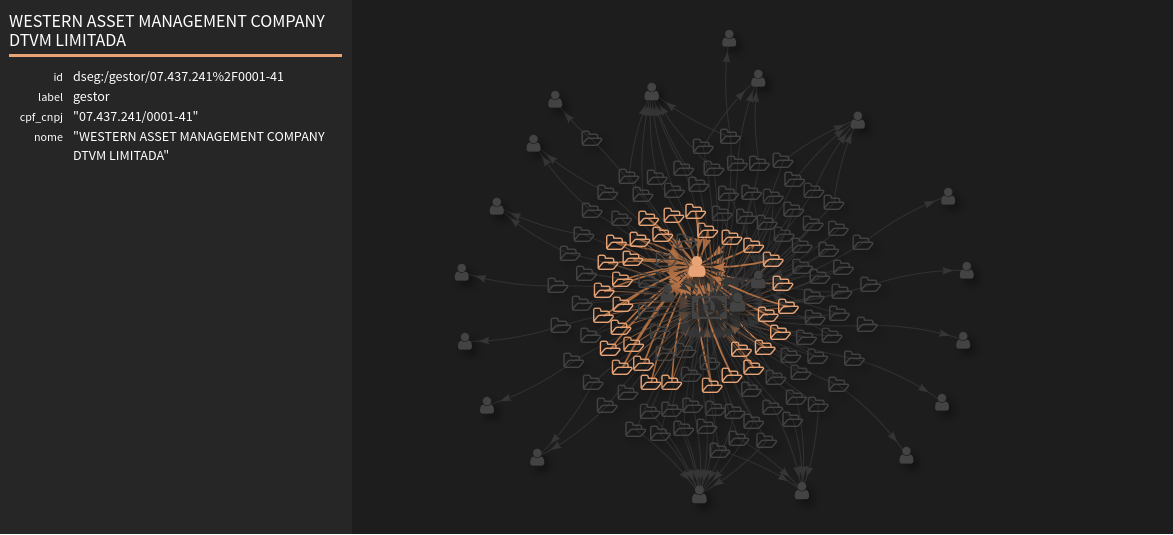 WESTERN ASSET MANAGEMENT COMPANY
DTVM LIMITADA
id dseg:/gestor/07.437.241%2F0001-41
label gestor
cpf_cnpj "07.437.241/0001-41"
nome "WESTERN ASSET MANAGEMENT COMPANY
DTVM LIMITADA"